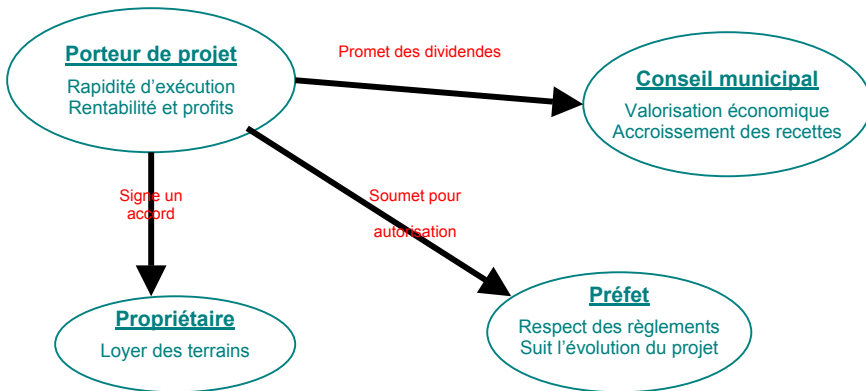 Porteur de projet
Rapidité d'exécution
Rentabilité et profits
Promet des dividendes
Conseil municipal
Valorisation économique
Accroissement des recettes
Signe un
accord
Soumet pour
autorisation
Propriétaire
Loyer des terrains
Préfet
Respect des règlements
Suit l'évolution du projet